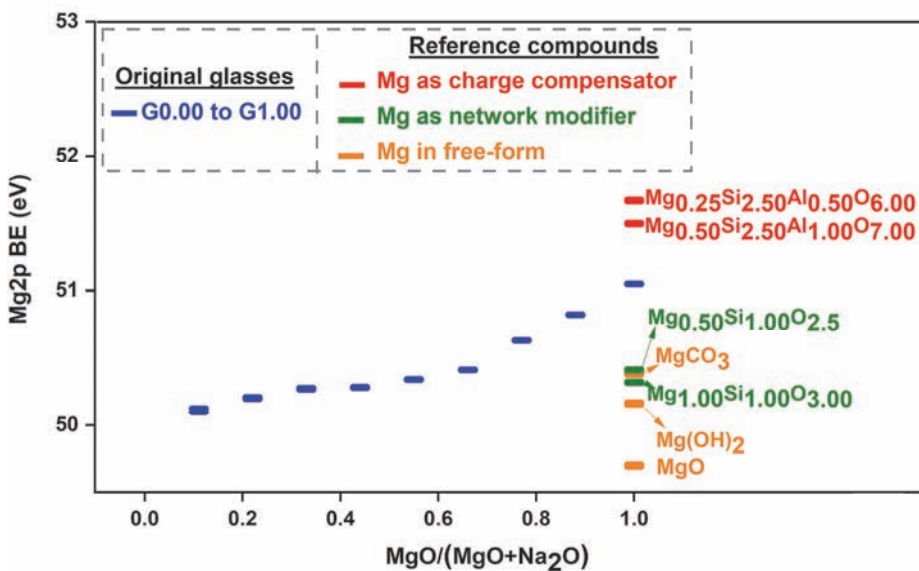 53
52
51
50
Mg2p BE (eV)
Original glasses
G0.00 to G1.00
Reference compounds
Mg as charge compensator
Mg as network modifier
Mg in free-form
Mg0.25Si2.50Al0.50O6.00
Mg0.50Si2.50Al1.00O7.00
Mg0.50Si1.00O2.5
MgCO3
Mg1.00Si1.00O3.00
Mg(OH)2
MgO
0.0 0.2 0.4 0.6 0.8 1.0
MgO/(MgO+Na2O)